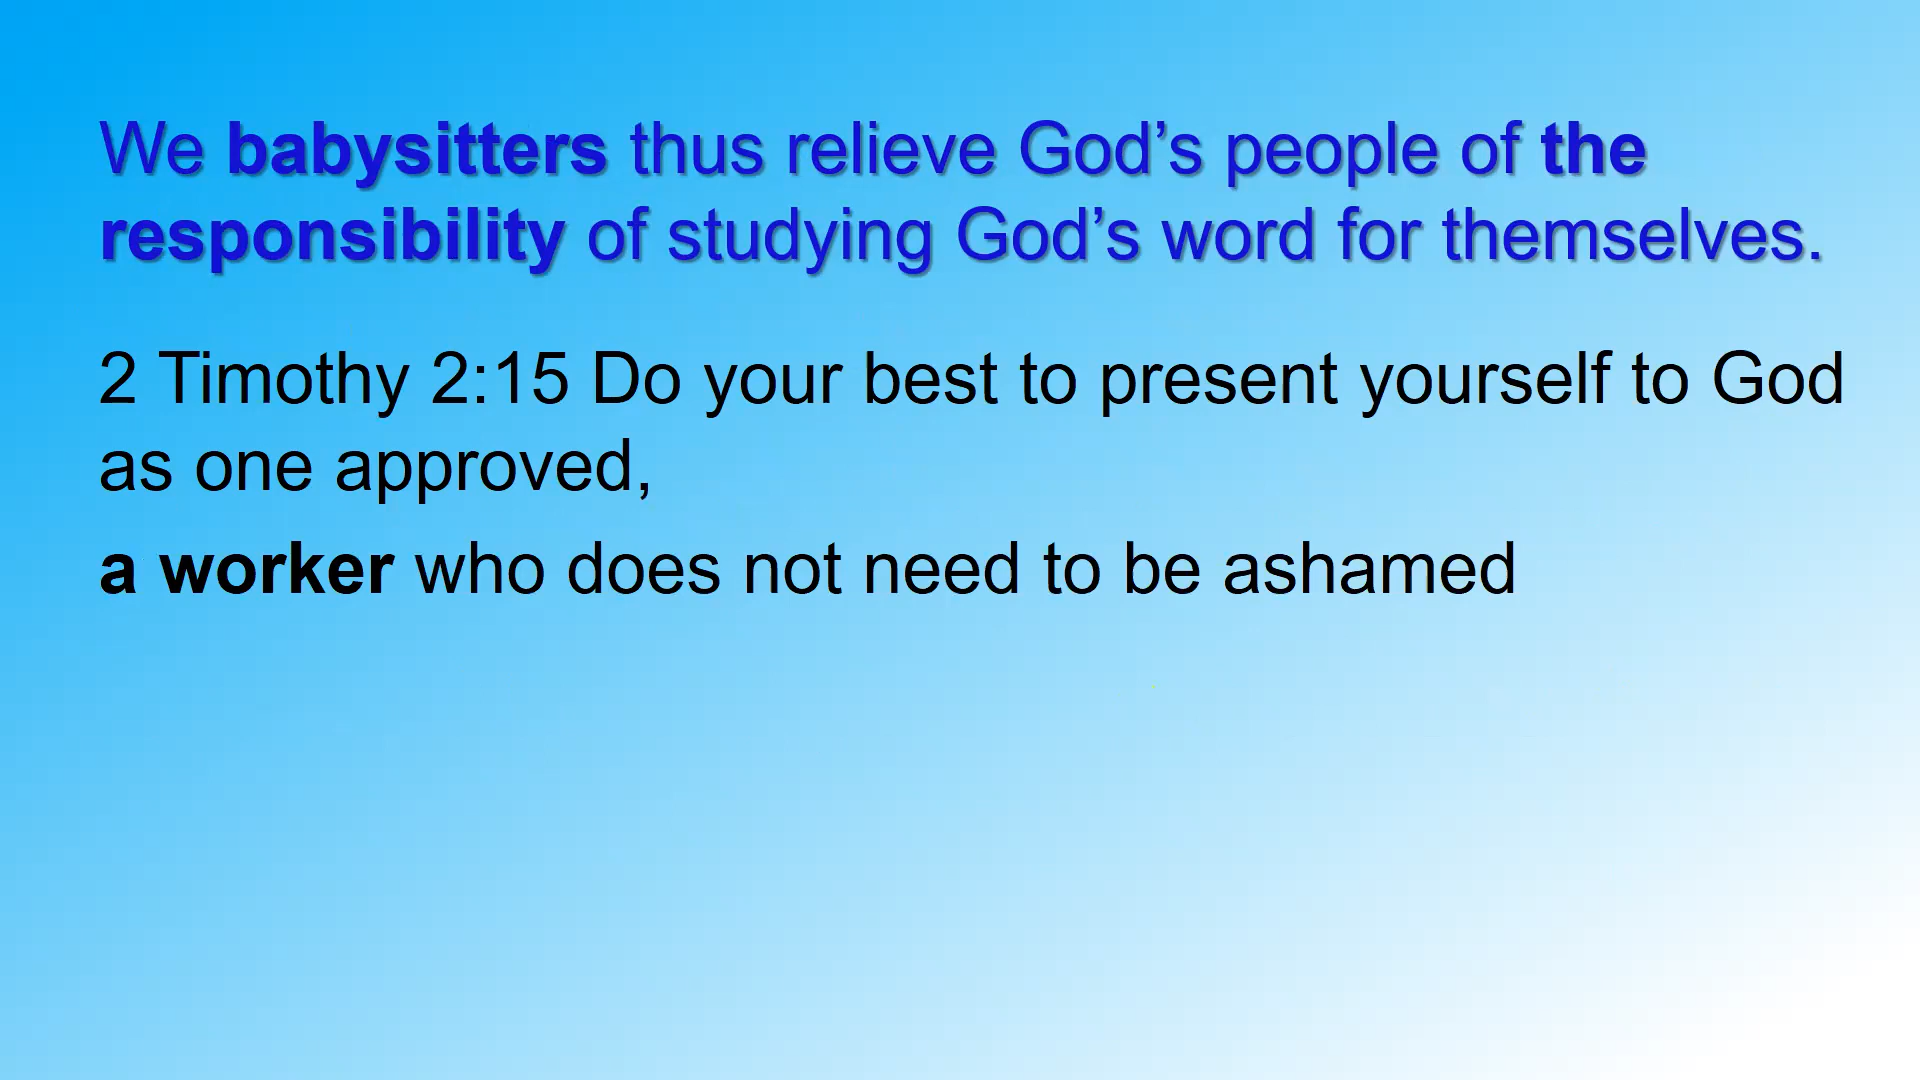 We babysitters thus relieve God’s people of the
responsibility of studying God’s word for themselves.
2 Timothy 2:15 Do your best to present yourself to God
as one approved,
a worker who does not need to be ashamed